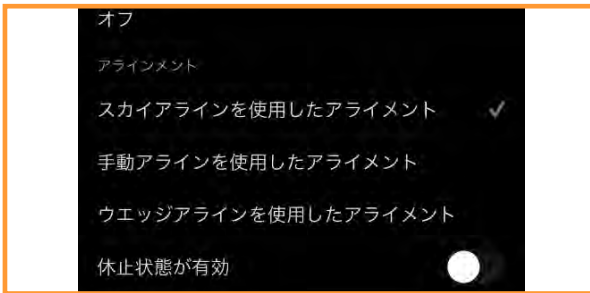 オフ
アラインメント
スカイアラインを使用したアライメント
手動アラインを使用したアライメント
ウエッジアラインを使用したアライメント
休止状態が有効